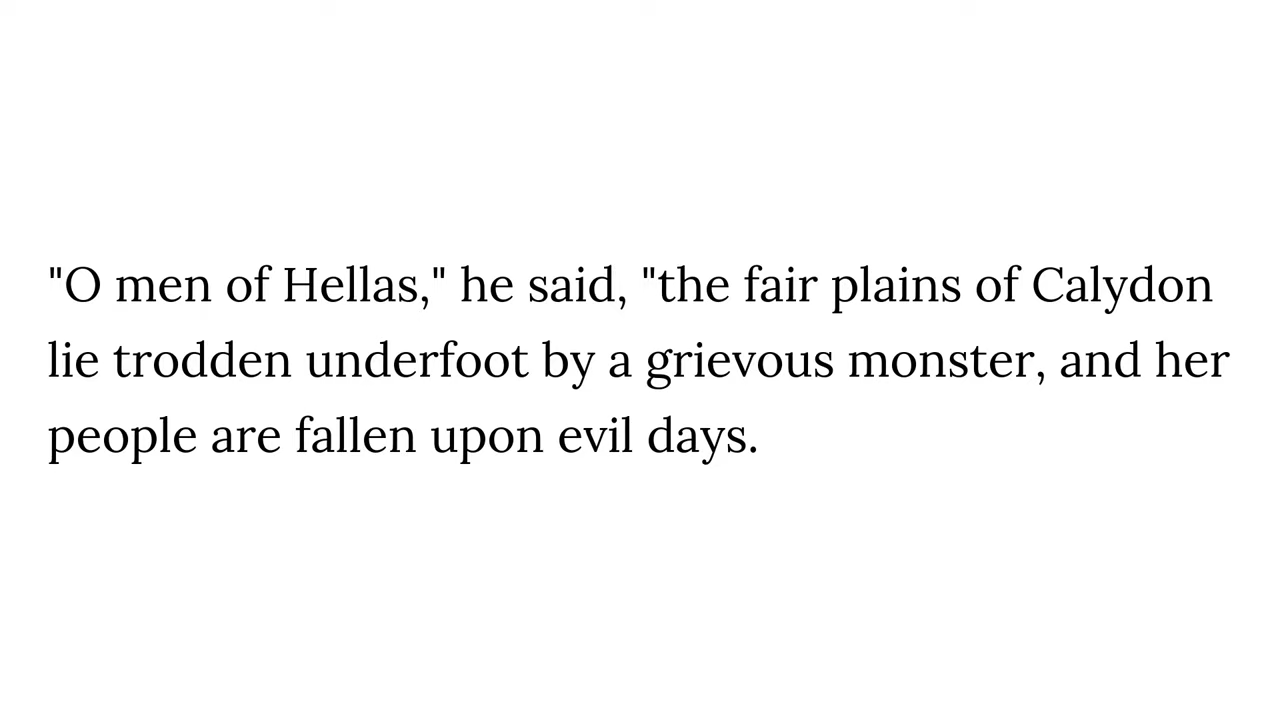 "O men of Hellas," he said, "the fair plains of Calydon
lie trodden underfoot by a grievous monster, and her
people are fallen upon evil days.